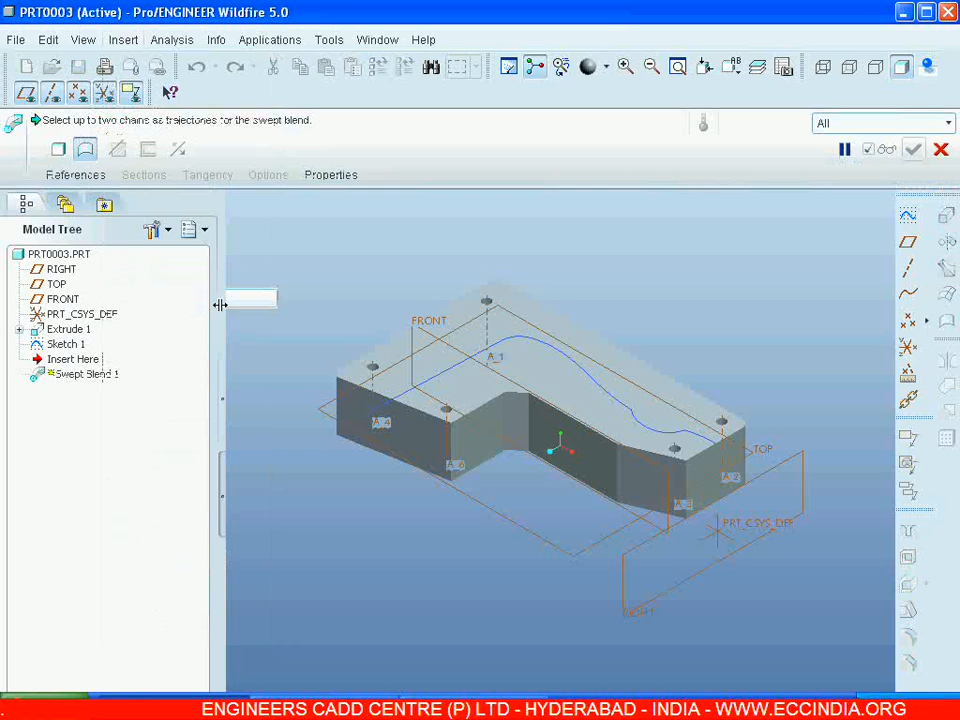 PRT0003 (Active) - Pro/ENGINEER Wildfire 5.0
File Edit View Insert Analysis Info Applications Tools Window Help
Select up to two chains as trajectories for the swept blend.
All
References Sections Tangency Options Properties
Model Tree
PRT0003.PRT
RIGHT
TOP
FRONT
PRT_CSYS_DEF
Extrude 1
Sketch 1
Insert Here
Swept Blend 1
FRONT
A_1
A_4
TOP
A_2
PRT_CSYS_DEF
ENGINEERS CADD CENTRE (P) LTD - HYDERABAD - INDIA - WWW.ECCINDIA.ORG